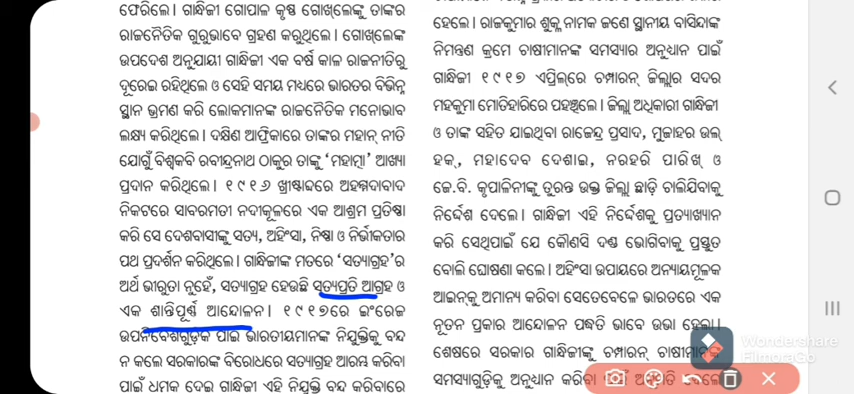 ଫେରିଲେ। ଗାନ୍ଧିଜୀ ଗୋପାଳ କୃଷ୍ଣ ଗୋଖ୍‌ଲେଙ୍କୁ ତାଙ୍କର
ରାଜନୈତିକ ଗୁରୁଭାବେ ଗ୍ରହଣ କରୁଥିଲେ। ଗୋଖ୍‌ଲେଙ୍କ
ଉପଦେଶ ଅନୁଯାୟୀ ଗାନ୍ଧିଜୀ ଏକ ବର୍ଷ କାଳ ରାଜନୀତିରୁ
ଦୂରେଇ ରହିଥିଲେ ଓ ସେହି ସମୟ ମଧ୍ୟରେ ଭାରତର ବିଭିନ୍ନ
ସ୍ଥାନ ଭ୍ରମଣ କରି ଲୋକମାନଙ୍କ ରାଜନୈତିକ ମନୋଭାବ
ଲକ୍ଷ୍ୟ କରିଥିଲେ। ଦକ୍ଷିଣ ଆଫ୍ରିକାରେ ତାଙ୍କର ମହାନ୍ ନୀତି
ଯୋଗୁଁ ବିଶ୍ୱକବି ରବୀନ୍ଦ୍ରନାଥ ଠାକୁର ତାଙ୍କୁ ‘ମହାତ୍ମା’ ଆଖ୍ୟା
ପ୍ରଦାନ କରିଥିଲେ। ୧୯୧୬ ଖ୍ରୀଷ୍ଟାବ୍ଦରେ ଅହମ୍ମଦାବାଦ
ନିକଟରେ ସାବରମତୀ ନଦୀକୂଳରେ ଏକ ଆଶ୍ରମ ପ୍ରତିଷ୍ଠା
କରି ସେ ଦେଶବାସୀଙ୍କୁ ସତ୍ୟ, ଅହିଂସା, ନିଷ୍ଠା ଓ ନିର୍ଭୀକତାର
ପଥ ପ୍ରଦର୍ଶନ କରିଥିଲେ। ଗାନ୍ଧିଜୀଙ୍କ ମତରେ ‘ସତ୍ୟାଗ୍ରହ’ର
ଅର୍ଥ ଭୀରୁତା ନୁହେଁ, ସତ୍ୟାଗ୍ରହ ହେଉଛି ସତ୍ୟପ୍ରତି ଆଗ୍ରହ ଓ
ଏକ ଶାନ୍ତିପୂର୍ଣ୍ଣ ଆନ୍ଦୋଳନ। ୧୯୧୭ରେ ଇଂରେଜ
ଉପନିବେଶଗୁଡ଼ିକ ପାଇଁ ଭାରତୀୟମାନଙ୍କ ନିଯୁକ୍ତିକୁ ବନ୍ଦ
ନ କଲେ ସରକାରଙ୍କ ବିରୋଧରେ ସତ୍ୟାଗ୍ରହ ଆରମ୍ଭ କରିବା
ପାଇଁ ଧମକ ଦେଇ ଗାନ୍ଧିଜୀ ଏହି ନିଯୁକ୍ତି ବନ୍ଦ କରିବାରେ
ହେଲେ। ରାଜକୁମାର ଶୁକ୍ଳ ନାମକ ଜଣେ ସ୍ଥାନୀୟ ବାସିନ୍ଦାଙ୍କ
ନିମନ୍ତ୍ରଣ କ୍ରମେ ଚାଷୀମାନଙ୍କ ସମସ୍ୟାର ଅନୁଧ୍ୟାନ ପାଇଁ
ଗାନ୍ଧିଜୀ ୧୯୧୭ ଏପ୍ରିଲ୍‌ରେ ଚମ୍ପାରନ୍ ଜିଲ୍ଲାର ସଦର
ମହକୁମା ମୋତିହାରିରେ ପହଞ୍ଚିଲେ। ଜିଲ୍ଲା ଅଧିକାରୀ ଗାନ୍ଧିଜୀ
ଓ ତାଙ୍କ ସହିତ ଯାଇଥିବା ରାଜେନ୍ଦ୍ର ପ୍ରସାଦ, ମୁଜାହର ଉଲ୍
ହକ୍, ମହାଦେବ ଦେଶାଇ, ନରହରି ପାରିଖ୍ ଓ
ଜେ.ବି. କୃପାଳିନୀଙ୍କୁ ତୁରନ୍ତ ଉକ୍ତ ଜିଲ୍ଲା ଛାଡ଼ି ଚାଲିଯିବାକୁ
ନିର୍ଦ୍ଦେଶ ଦେଲେ। ଗାନ୍ଧିଜୀ ଏହି ନିର୍ଦ୍ଦେଶକୁ ପ୍ରତ୍ୟାଖ୍ୟାନ
କରି ସେଥିପାଇଁ ଯେ କୌଣସି ଦଣ୍ଡ ଭୋଗିବାକୁ ପ୍ରସ୍ତୁତ
ବୋଲି ଘୋଷଣା କଲେ। ଅହିଂସା ଉପାୟରେ ଅନ୍ୟାୟମୂଳକ
ଆଇନ୍‌କୁ ଅମାନ୍ୟ କରିବା ସେତେବେଳେ ଭାରତରେ ଏକ
ନୂତନ ପ୍ରକାର ଆନ୍ଦୋଳନ ପଦ୍ଧତି ଭାବେ ଉଭା ହେଲା।
ଶେଷରେ ସରକାର ଗାନ୍ଧିଜୀଙ୍କୁ ଚମ୍ପାରନ୍ ଚାଷୀମାନଙ୍କ
ସମସ୍ୟାଗୁଡ଼ିକୁ ଅନୁଧ୍ୟାନ କରିବା ପାଇଁ ଅନୁମତି ଦେଲେ
Wondershare
FilmoraGo